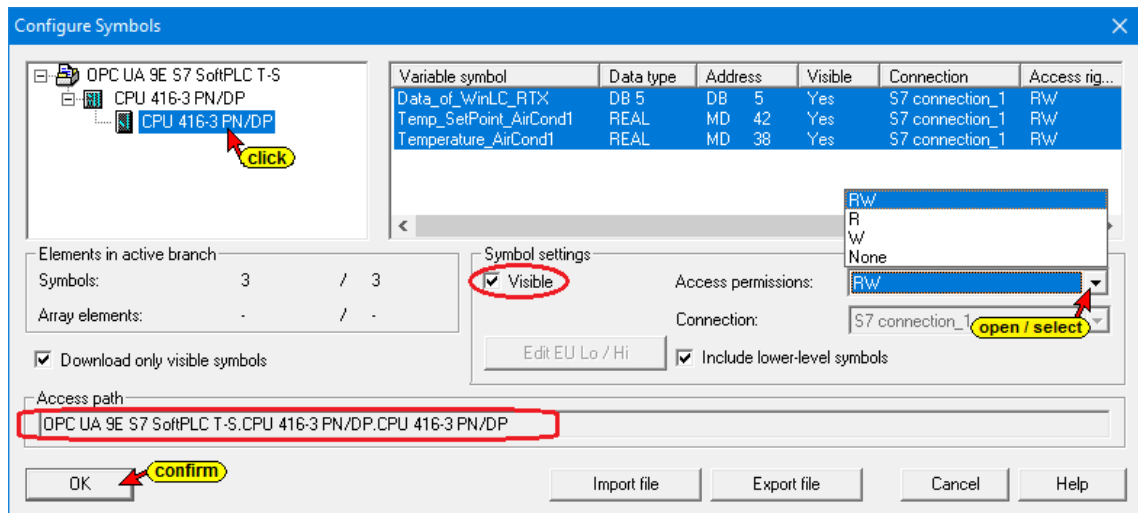 Configure Symbols
OPC UA 9E S7 SoftPLC T-S
CPU 416-3 PN/DP
CPU 416-3 PN/DP
click
Variable symbol Data type Address Visible Connection Access rig...
Data_of_WinLC_RTX DB 5 DB 5 Yes S7 connection_1 RW
Temp_SetPoint_AirCond1 REAL MD 42 Yes S7 connection_1 RW
Temperature_AirCond1 REAL MD 38 Yes S7 connection_1 RW
RW
R
W
None
Elements in active branch
Symbols: 3 / 3
Array elements: - / -
Download only visible symbols
Symbol settings
Visible
Access permissions: RW
Connection: S7 connection_1
open / select
Edit EU Lo / Hi
Include lower-level symbols
Access path
OPC UA 9E S7 SoftPLC T-S.CPU 416-3 PN/DP.CPU 416-3 PN/DP
OK
confirm
Import file
Export file
Cancel
Help